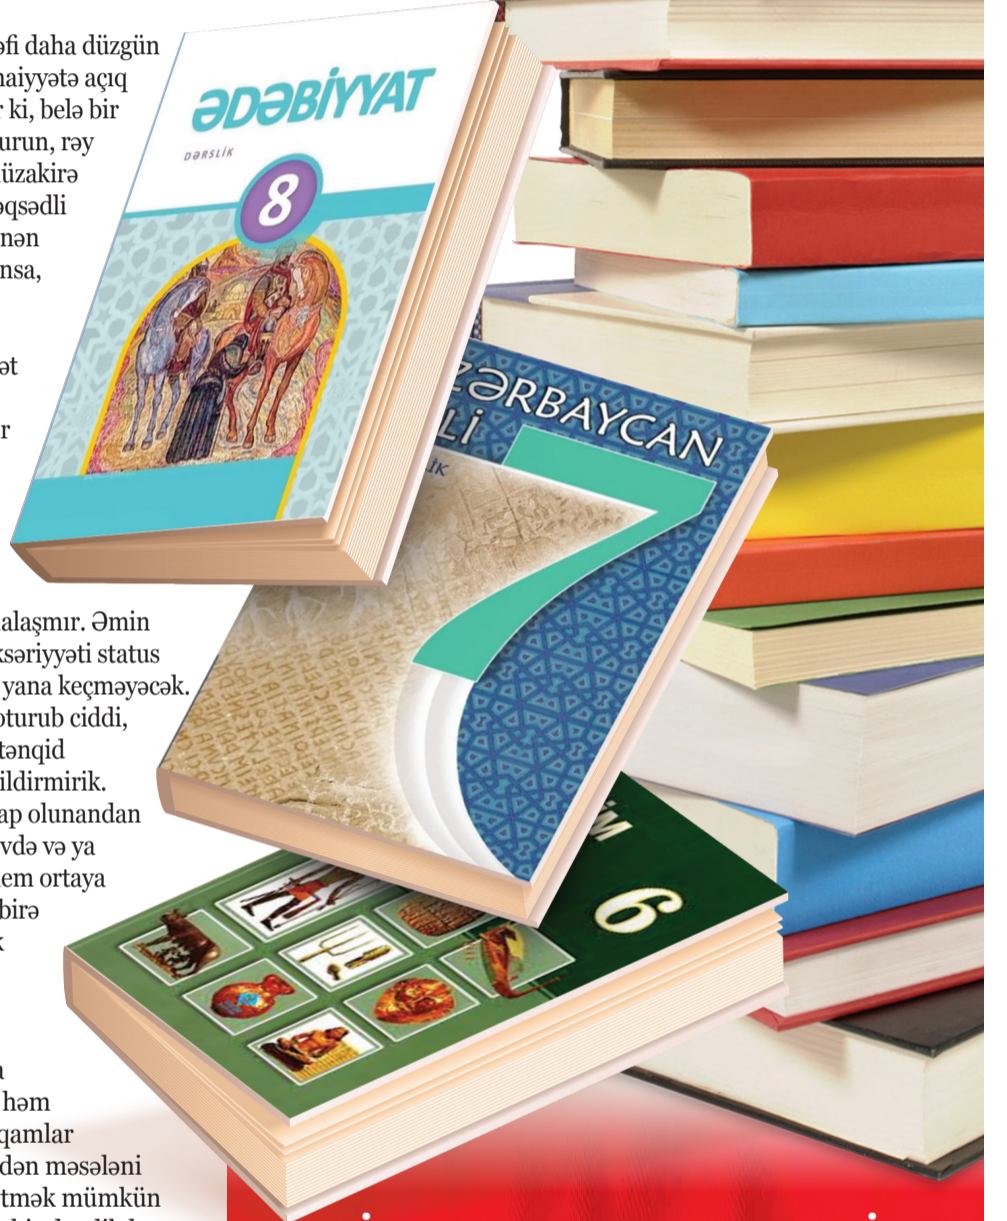 əfi daha düzgün
naiyyətə açıq
r ki, belə bir
urun, rəy
üzakirə
əqsədli
nən
nsa,
ət
r
alaşmır. Əmin
ksəriyyəti status
yana keçməyəcək.
oturub ciddi,
tənqid
ildirmirik.
ap olunandan
vdə və ya
em ortaya
birə
k
a
həm
qamlar
dən məsələni
tmək mümkün
ƏDƏBİYYAT
DƏRSLİK
8
ZƏRBAYCAN
Lİ
LİK
7
İM
6